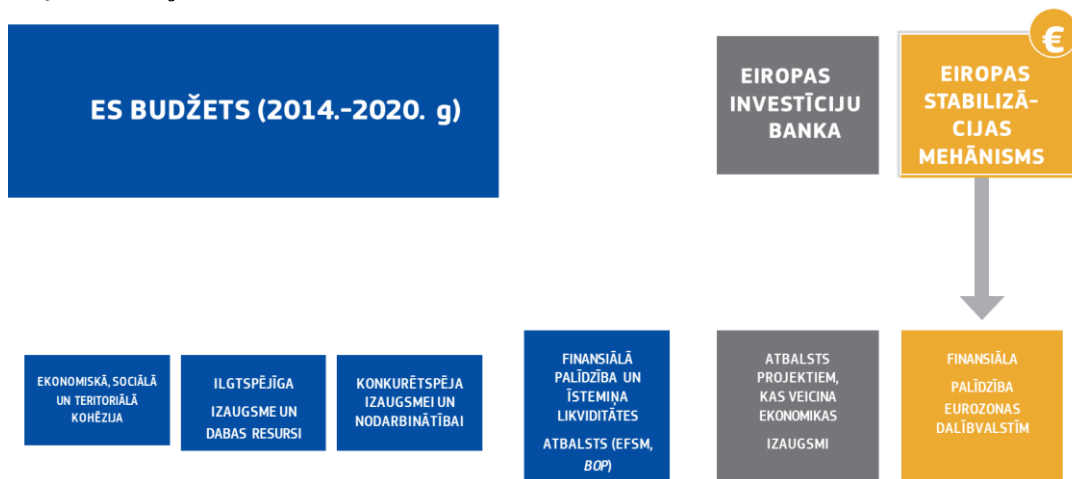 ES BUDŽETS (2014.-2020. g)
EIROPAS
INVESTĪCIJU
BANKA
€
EIROPAS
STABILIZĀ-
CIJAS
MEHĀNISMS
EKONOMISKĀ, SOCIĀLĀ
UN TERITORIĀLĀ
KOHĒZIJA
ILGTSPĒJĪGA
IZAUGSME UN
DABAS RESURSI
KONKURĒTSPĒJA
IZAUGSMEI UN
NODARBINĀTĪBAI
FINANSIĀLĀ
PALĪDZĪBA UN
ĪSTEMIŅA
LIKVIDITĀTES
ATBALSTS (EFSM,
BOP)
ATBALSTS
PROJEKTIEM,
KAS VEICINA
EKONOMIKAS
IZAUGSMI
FINANSIĀLA
PALĪDZĪBA
EUROZONAS
DALĪBVALSTĪM